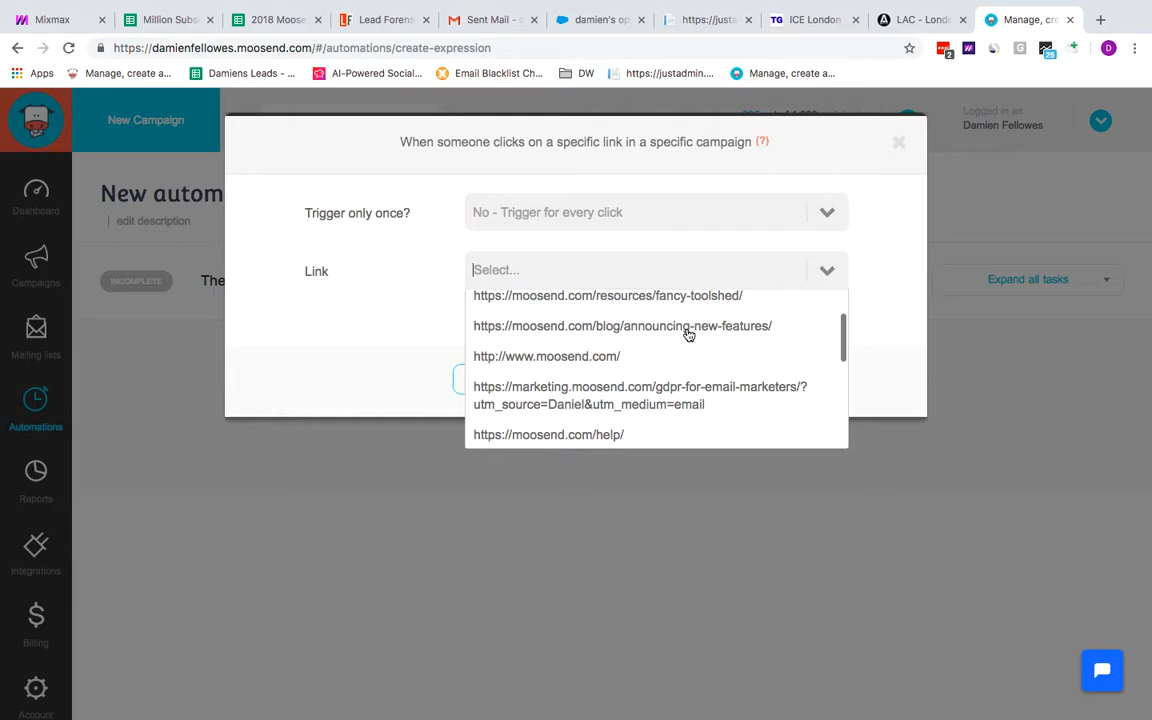 Mixmax
Million Subs
2018 Moose
Lead Forens
Sent Mail - d
damien's op
https://justa
ICE London
LAC - Londo
Manage, cre
https://damienfellowes.moosend.com/#/automations/create-expression
2
25
D
Apps
Manage, create a...
Damiens Leads - ...
AI-Powered Social...
Email Blacklist Ch...
DW
https://justadmin....
Manage, create a...
New Campaign
Logged in as
Damien Fellowes
When someone clicks on a specific link in a specific campaign (?)
New autom
edit description
Trigger only once?
No - Trigger for every click
INCOMPLETE
The
Link
Select...
Expand all tasks
https://moosend.com/resources/fancy-toolshed/
https://moosend.com/blog/announcing-new-features/
http://www.moosend.com/
https://marketing.moosend.com/gdpr-for-email-marketers/?
utm_source=Daniel&utm_medium=email
https://moosend.com/help/
Dashboard
Campaigns
Mailing lists
Automations
Reports
Integrations
Billing
Account